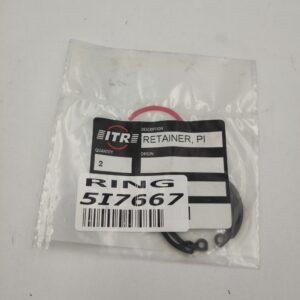 ITR
DESCRIPTION
RETAINER, PI
QUANTITY
ORIGIN
2
RING
5I7667